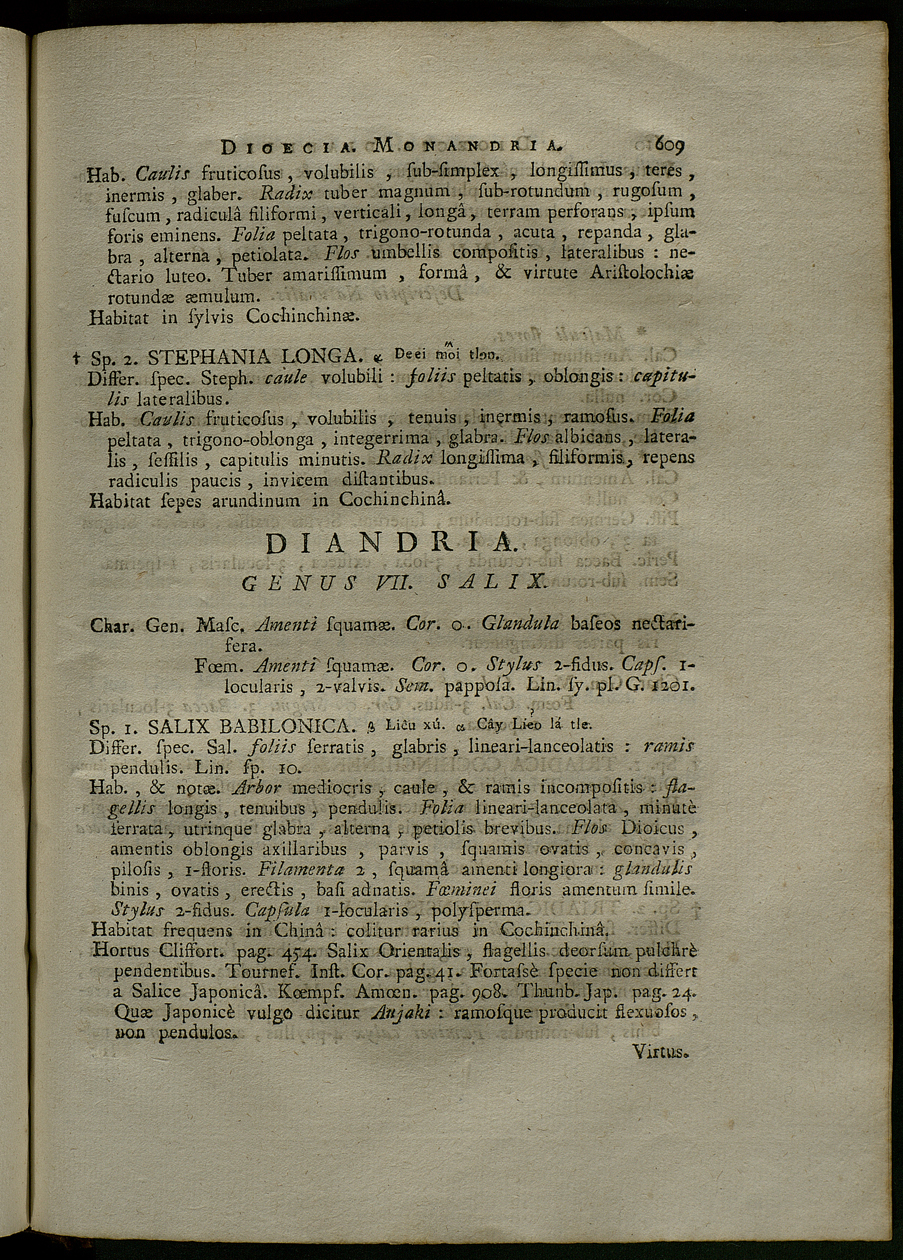 DIOECIA. MONANDRIA. 609
Hab. Caulis fruticoſus , volubilis , ſub-ſimplex , longiſſimus , teres ,
inermis , glaber. Radix tuber magnum , ſub-rotundum , rugoſum ,
fuſcum , radiculâ filiformi , verticali, longâ , terram perforans , ipſum
foris eminens. Folia peltata , trigono-rotunda , acuta , repanda , gla-
bra , alterna , petiolata. Flos umbellis compoſitis , lateralibus : ne-
ctario luteo. Tuber amariſſimum , formâ , & virtute Ariſtolochiæ
rotundæ æmulum.
Habitat in ſylvis Cochinchinæ.
† Sp. 2. STEPHANIA LONGA. Deei môi tlòn.
Differ. ſpec. Steph. caule volubili : foliis peltatis , oblongis : capitu-
lis lateralibus.
Hab. Caulis fruticoſus , volubilis , tenuis , inermis , ramoſus. Folia
peltata , trigono-oblonga , integerrima , glabra. Flos albicans , latera-
lis , ſeſſilis , capitulis minutis. Radix longiſſima , filiformis , repens
radiculis paucis , invicem diſtantibus.
Habitat ſepes arundinum in Cochinchinâ.
DIANDRIA.
GENUS VII. SALIX.
Char. Gen. Maſc. Amenti ſquamæ. Cor. 0. Glandula baſeos nectari-
fera.
Fœm. Amenti ſquamæ. Cor. 0. Stylus 2-fidus. Capſ. 1-
locularis , 2-valvis. Sem. pappoſa. Lin. ſy. pl. G. 1201.
Sp. 1. SALIX BABILONICA. Liêu xú. Cây Liẻo lá tle.
Differ. ſpec. Sal. foliis ſerratis , glabris , lineari-lanceolatis : ramis
pendulis. Lin. ſp. 10.
Hab. , & notæ. Arbor mediocris , caule , & ramis incompoſitis : fla-
gellis longis , tenuibus , pendulis. Folia lineari-lanceolata , minutè
ſerrata , utrinque glabra , alterna , petiolis brevibus. Flos Dioicus ,
amentis oblongis axillaribus , parvis , ſquamis ovatis , concavis ,
piloſis , 1-floris. Filamenta 2 , ſquamâ amenti longiora : glandulis
binis , ovatis , erectis , baſi adnatis. Fœminei floris amentum ſimile.
Stylus 2-fidus. Capſula 1-locularis , polyſperma.
Habitat frequens in Chinâ : colitur rarius in Cochinchinâ.
Hortus Cliffort. pag. 454. Salix Orientalis , flagellis deorſum pulchrè
pendentibus. Tournef. Inſt. Cor. pag. 41. Fortaſsè ſpecie non differt
a Salice Japonicâ. Kœmpf. Amœn. pag. 908. Thunb. Jap. pag. 24.
Quæ Japonicè vulgo dicitur Aujaki : ramoſque producit flexuoſos ,
non pendulos.
Virtus.